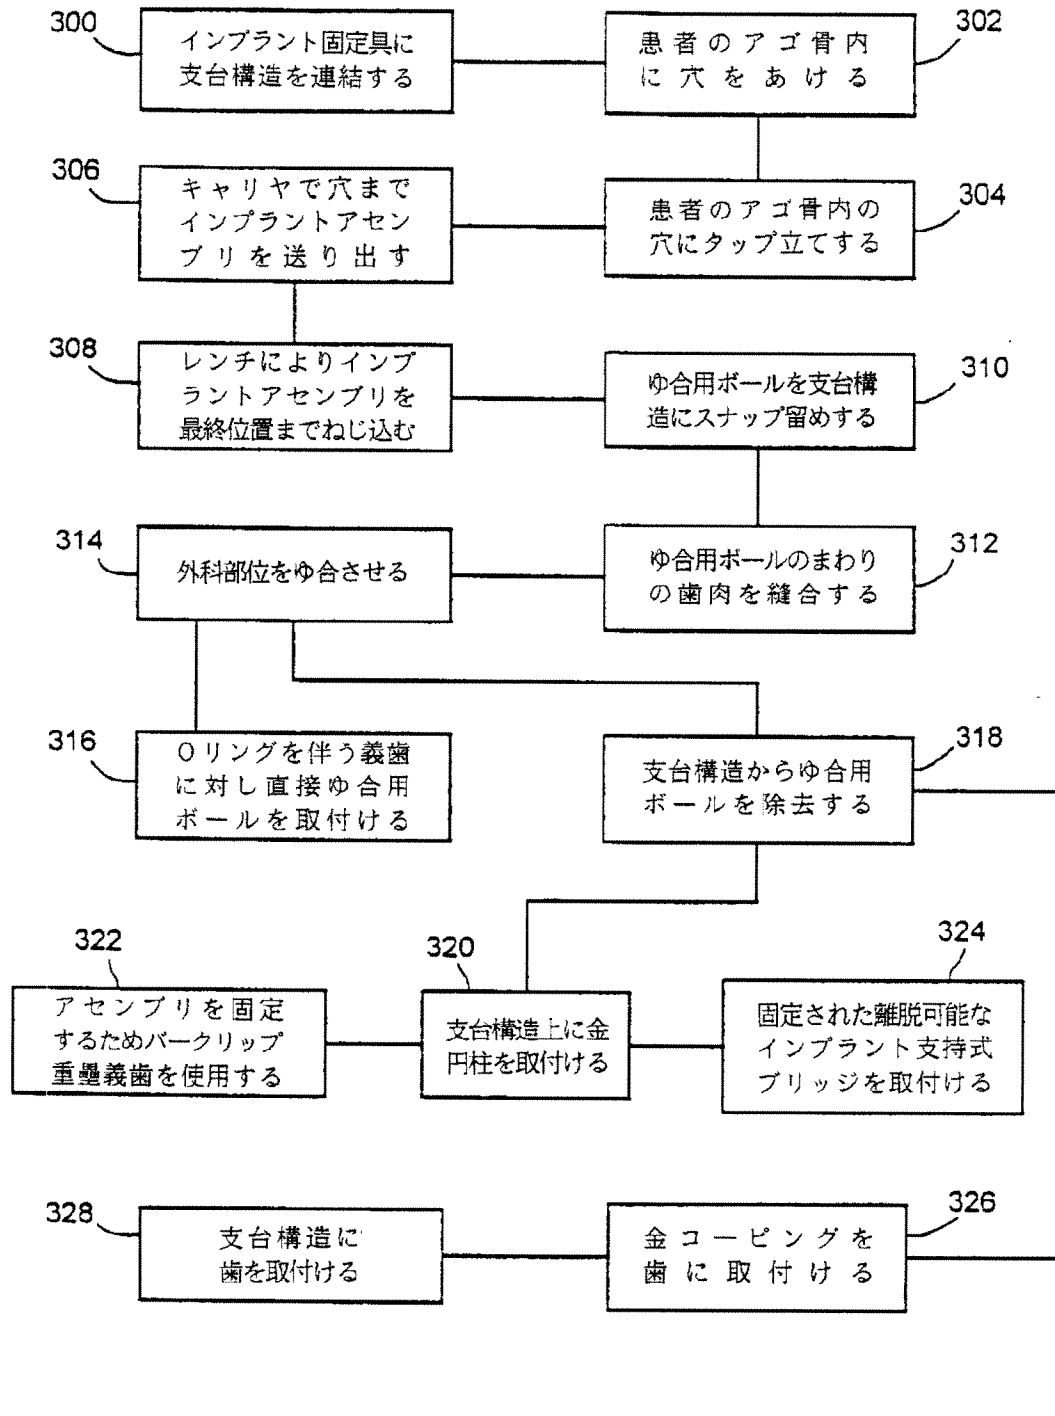 300
インプラント固定具に
支台構造を連結する
302
患者のアゴ骨内
に穴をあける
306
キャリヤで穴まで
インプラントアセン
ブリを送り出す
304
患者のアゴ骨内の
穴にタップ立てする
308
レンチによりインプ
ラントアセンブリを
最終位置までねじ込む
310
ゆ合用ボールを支台構
造にスナップ留めする
314
外科部位をゆ合させる
312
ゆ合用ボールのまわり
の歯肉を縫合する
316
Oリングを伴う義歯
に対し直接ゆ合用
ボールを取付ける
318
支台構造からゆ合用
ボールを除去する
322
アセンブリを固定
するためバークリップ
重畳義歯を使用する
320
支台構造上に金
円柱を取付ける
324
固定された離脱可能な
インプラント支持式
ブリッジを取付ける
328
支台構造に
歯を取付ける
326
金コーピングを
歯に取付ける